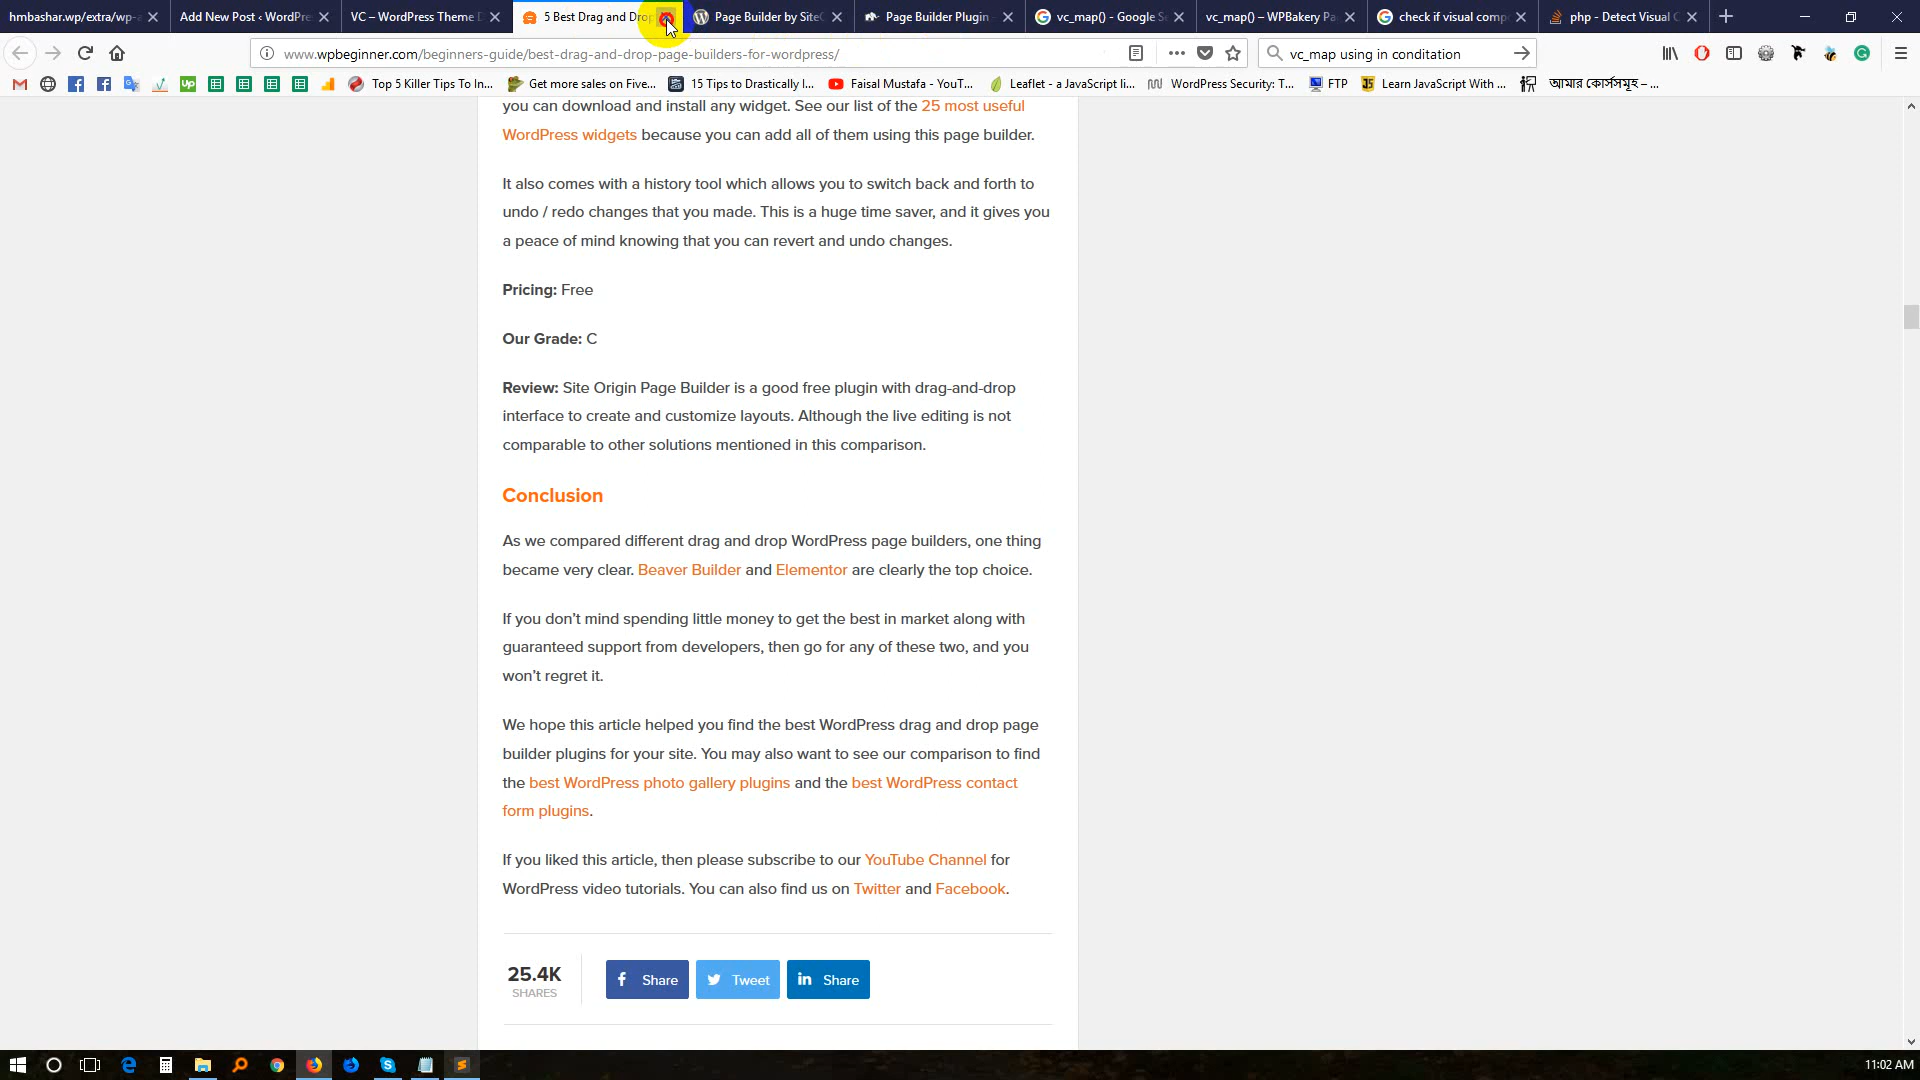 hmbashar.wp/extra/wp-a
Add New Post ‹ WordPre
VC – WordPress Theme D
5 Best Drag and Drop
Page Builder by SiteO
Page Builder Plugin
vc_map() - Google Se
vc_map() – WPBakery Pa
check if visual comp
php - Detect Visual C
www.wpbeginner.com/beginners-guide/best-drag-and-drop-page-builders-for-wordpress/
vc_map using in conditation
Top 5 Killer Tips To In...
Get more sales on Five...
15 Tips to Drastically I...
Faisal Mustafa - YouT...
Leaflet - a JavaScript li...
WordPress Security: T...
FTP
Learn JavaScript With ...
আমার কোর্সসমূহ – ...
you can download and install any widget. See our list of the 25 most useful
WordPress widgets because you can add all of them using this page builder.
It also comes with a history tool which allows you to switch back and forth to
undo / redo changes that you made. This is a huge time saver, and it gives you
a peace of mind knowing that you can revert and undo changes.
Pricing: Free
Our Grade: C
Review: Site Origin Page Builder is a good free plugin with drag-and-drop
interface to create and customize layouts. Although the live editing is not
comparable to other solutions mentioned in this comparison.
Conclusion
As we compared different drag and drop WordPress page builders, one thing
became very clear. Beaver Builder and Elementor are clearly the top choice.
If you don’t mind spending little money to get the best in market along with
guaranteed support from developers, then go for any of these two, and you
won’t regret it.
We hope this article helped you find the best WordPress drag and drop page
builder plugins for your site. You may also want to see our comparison to find
the best WordPress photo gallery plugins and the best WordPress contact
form plugins.
If you liked this article, then please subscribe to our YouTube Channel for
WordPress video tutorials. You can also find us on Twitter and Facebook.
25.4K
SHARES
Share
Tweet
Share
11:02 AM